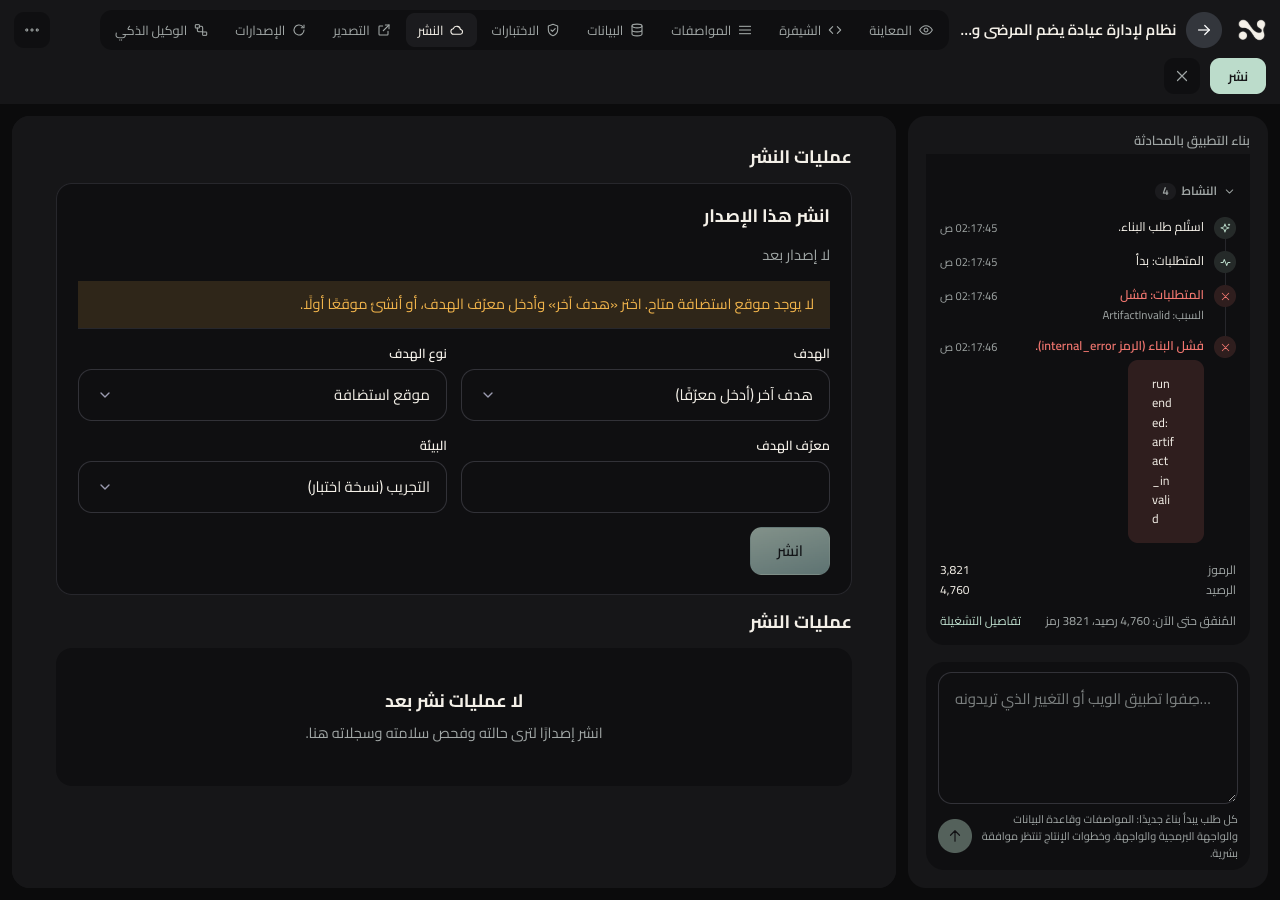 نظام لإدارة عيادة يضم المرضى و...
المعاينة
الشيفرة
المواصفات
البيانات
الاختبارات
النشر
التصدير
الإصدارات
الوكيل الذكي
نشر
بناء التطبيق بالمحادثة
النشاط 4
استُلم طلب البناء. 02:17:45 ص
المتطلبات: بدأ 02:17:45 ص
المتطلبات: فشل 02:17:46 ص
السبب: ArtifactInvalid
فشل البناء (الرمز internal_error). 02:17:46 ص
run
end
ed:
artif
act
_in
vali
d
الرموز 3,821
الرصيد 4,760
المُنفَق حتى الآن: 4,760 رصيد، 3821 رمز تفاصيل التشغيلة
صِفوا تطبيق الويب أو التغيير الذي تريدونه...
كل طلب يبدأ بناءً جديدًا: المواصفات وقاعدة البيانات
والواجهة البرمجية والواجهة. وخطوات الإنتاج تنتظر موافقة
بشرية.
عمليات النشر
انشر هذا الإصدار
لا إصدار بعد
لا يوجد موقع استضافة متاح. اختر «هدف آخر» وأدخل معرّف الهدف، أو أنشئ موقعًا أولًا.
الهدف
نوع الهدف
هدف آخر (أدخل معرّفًا)
موقع استضافة
معرّف الهدف
البيئة
التجريب (نسخة اختبار)
انشر
عمليات النشر
لا عمليات نشر بعد
انشر إصدارًا لترى حالته وفحص سلامته وسجلاته هنا.